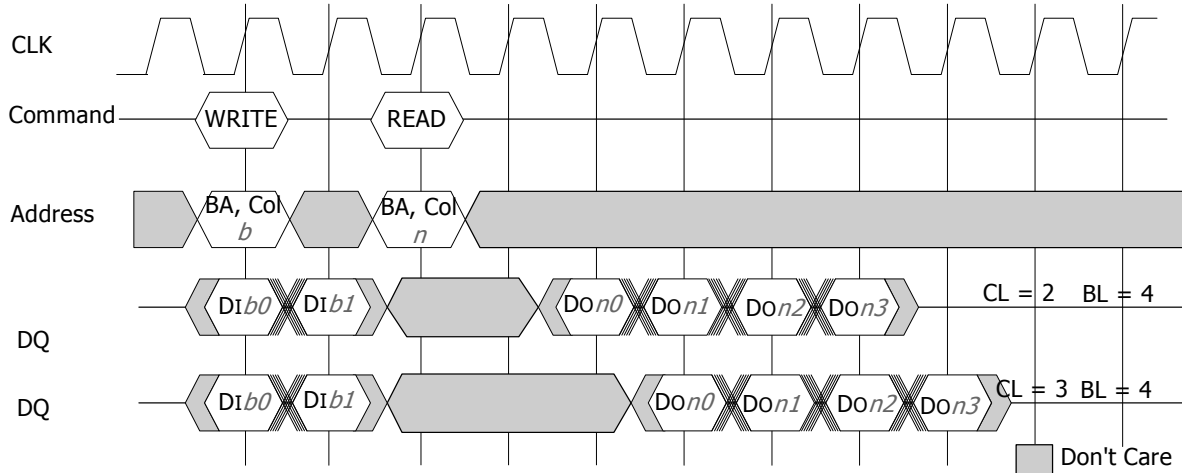 CLK
Command WRITE READ
Address BA, Col b BA, Col n
DQ DIb0 DIb1 DOn0 DOn1 DOn2 DOn3 CL = 2 BL = 4
DQ DIb0 DIb1 DOn0 DOn1 DOn2 DOn3 CL = 3 BL = 4
Don't Care